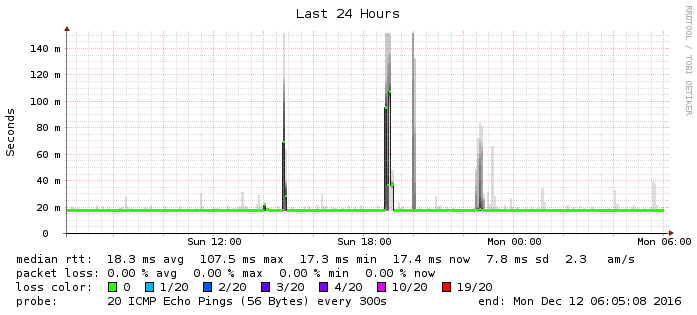 Last 24 Hours
RRDTOOL / TOBI OETIKER
Seconds
140 m
120 m
100 m
80 m
60 m
40 m
20 m
0
Sun 12:00 Sun 18:00 Mon 00:00 Mon 06:00
median rtt: 18.3 ms avg 107.5 ms max 17.3 ms min 17.4 ms now 7.8 ms sd 2.3 am/s
packet loss: 0.00 % avg 0.00 % max 0.00 % min 0.00 % now
loss color: 0 1/20 2/20 3/20 4/20 10/20 19/20
probe: 20 ICMP Echo Pings (56 Bytes) every 300s end: Mon Dec 12 06:05:08 2016